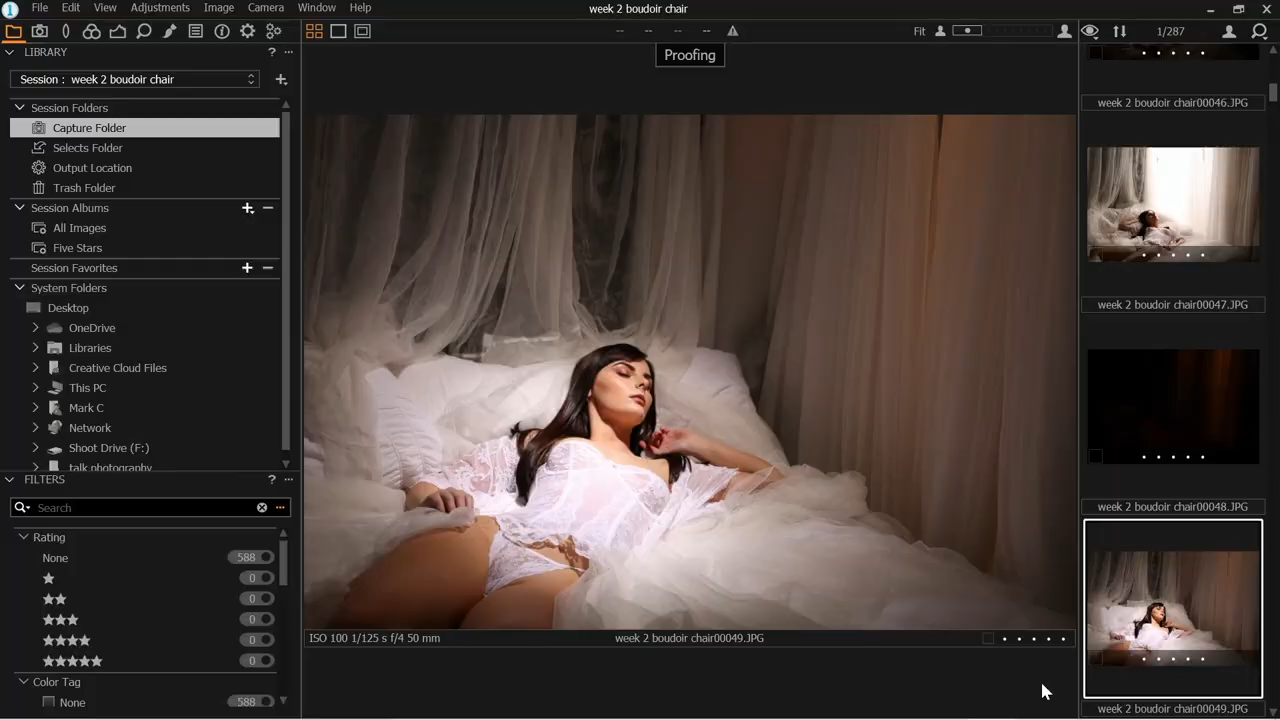 File Edit View Adjustments Image Camera Window Help
week 2 boudoir chair
LIBRARY ? ...
Fit
1/287
Proofing
Session : week 2 boudoir chair
Session Folders
Capture Folder
Selects Folder
Output Location
Trash Folder
Session Albums
All Images
Five Stars
Session Favorites
System Folders
Desktop
OneDrive
Libraries
Creative Cloud Files
This PC
Mark C
Network
Shoot Drive (F:)
talk photography
FILTERS ? ...
Search
Rating
None 588
0
0
0
0
0
Color Tag
None 588
ISO 100 1/125 s f/4 50 mm
week 2 boudoir chair00049.JPG
week 2 boudoir chair00046.JPG
week 2 boudoir chair00047.JPG
week 2 boudoir chair00048.JPG
week 2 boudoir chair00049.JPG